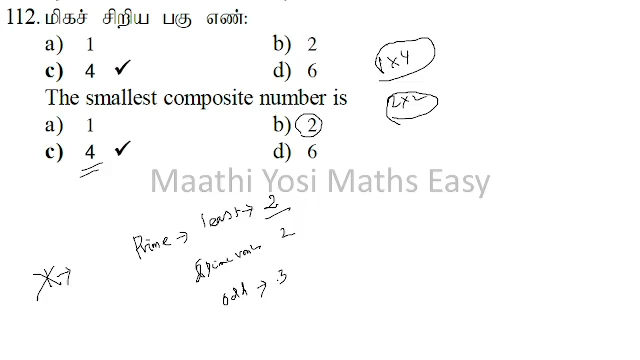 112. மிகச் சிறிய பகு எண்:
a) 1 b) 2
c) 4 ✓ d) 6
1×4
The smallest composite number is
2×2
a) 1 b) 2
c) 4 ✓ d) 6
Maathi Yosi Maths Easy
Prime → least → 2
2
odd → 3